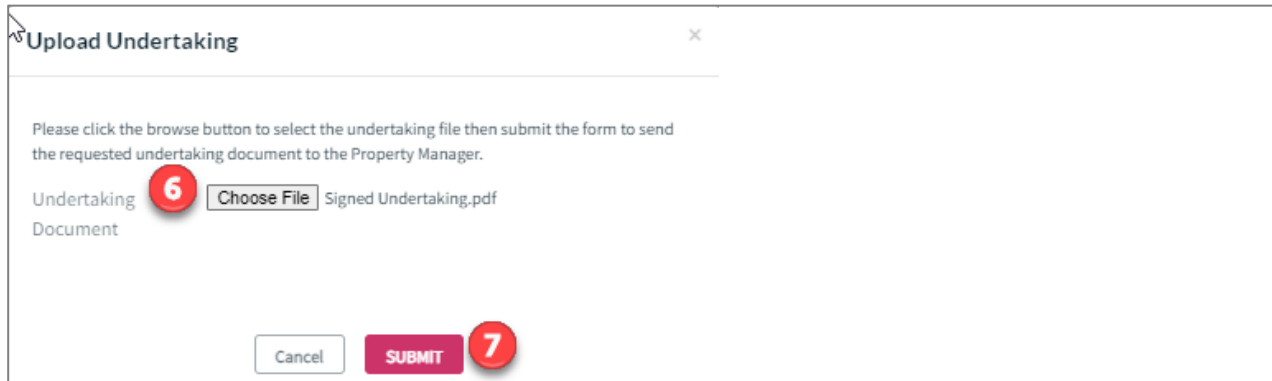 Upload Undertaking ×
Please click the browse button to select the undertaking file then submit the form to send
the requested undertaking document to the Property Manager.
Undertaking 6 Choose File Signed Undertaking.pdf
Document
Cancel SUBMIT 7